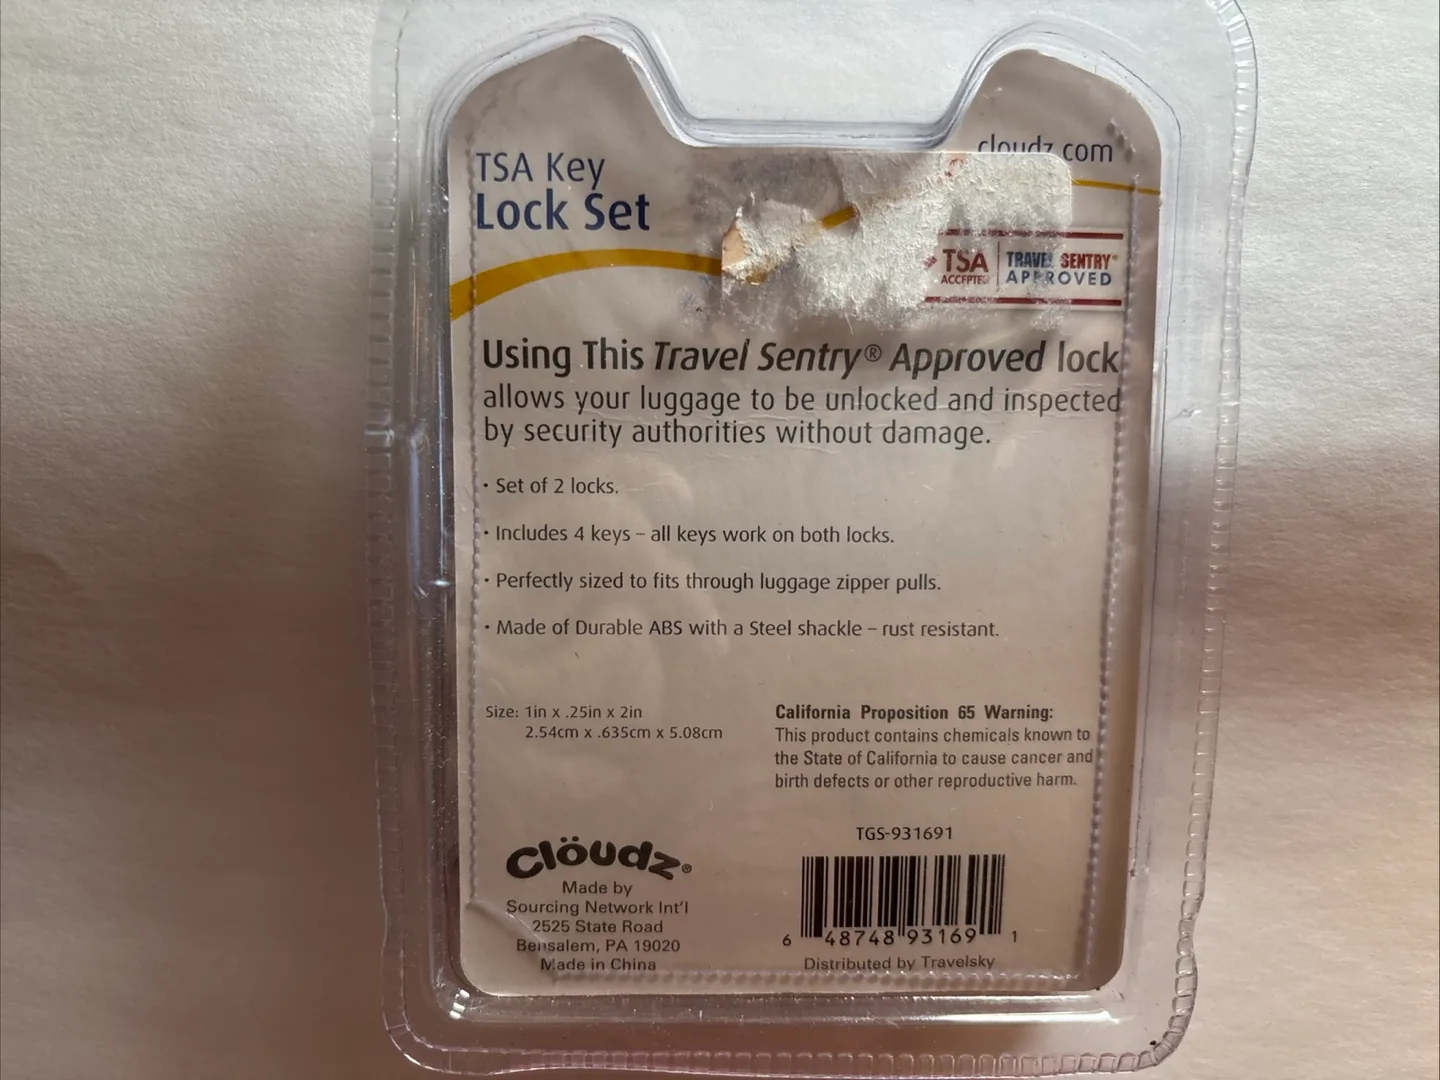 TSA Key
Lock Set
cloudz.com
TSA
ACCEPTED
TRAVEL SENTRY®
APPROVED
Using This Travel Sentry® Approved lock
allows your luggage to be unlocked and inspected
by security authorities without damage.
· Set of 2 locks.
· Includes 4 keys – all keys work on both locks.
· Perfectly sized to fits through luggage zipper pulls.
· Made of Durable ABS with a Steel shackle – rust resistant.
Size: 1in x .25in x 2in
2.54cm x .635cm x 5.08cm
California Proposition 65 Warning:
This product contains chemicals known to
the State of California to cause cancer and
birth defects or other reproductive harm.
Clöudz®
Made by
Sourcing Network Int'l
2525 State Road
Bensalem, PA 19020
Made in China
TGS-931691
6 48748 93169 1
Distributed by Travelsky